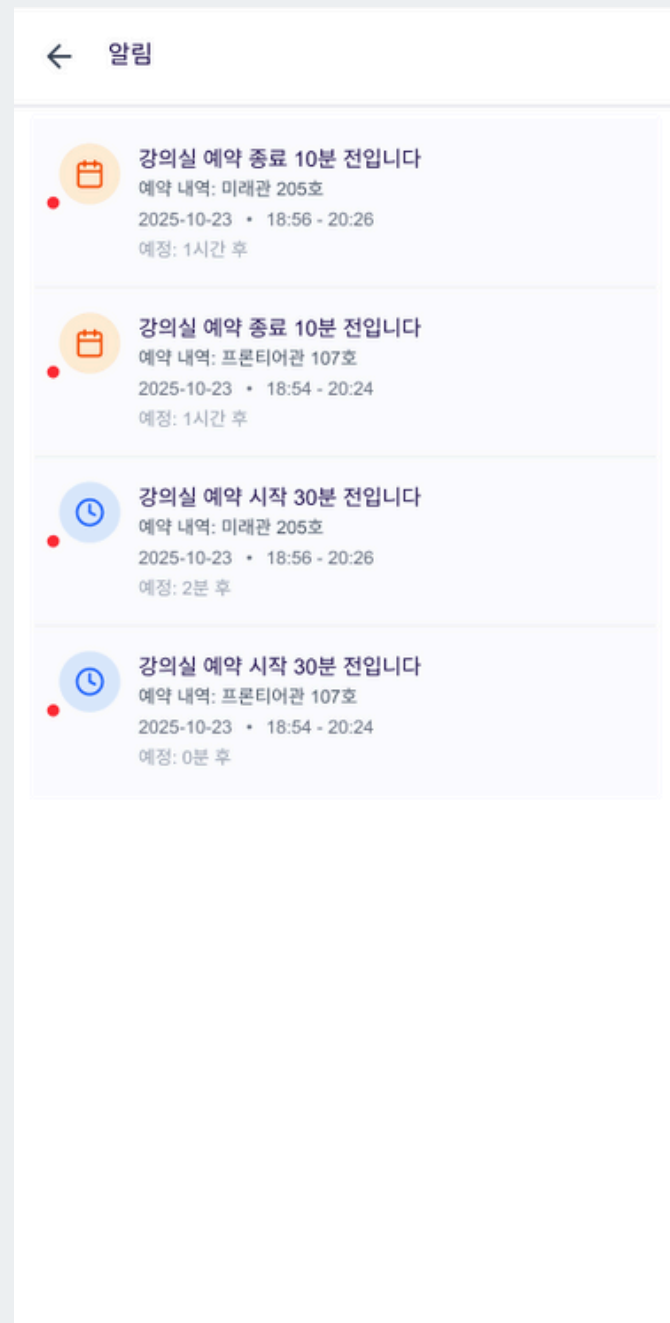 알림
강의실 예약 종료 10분 전입니다
예약 내역: 미래관 205호
2025-10-23 • 18:56 - 20:26
예정: 1시간 후
강의실 예약 종료 10분 전입니다
예약 내역: 프론티어관 107호
2025-10-23 • 18:54 - 20:24
예정: 1시간 후
강의실 예약 시작 30분 전입니다
예약 내역: 미래관 205호
2025-10-23 • 18:56 - 20:26
예정: 2분 후
강의실 예약 시작 30분 전입니다
예약 내역: 프론티어관 107호
2025-10-23 • 18:54 - 20:24
예정: 0분 후